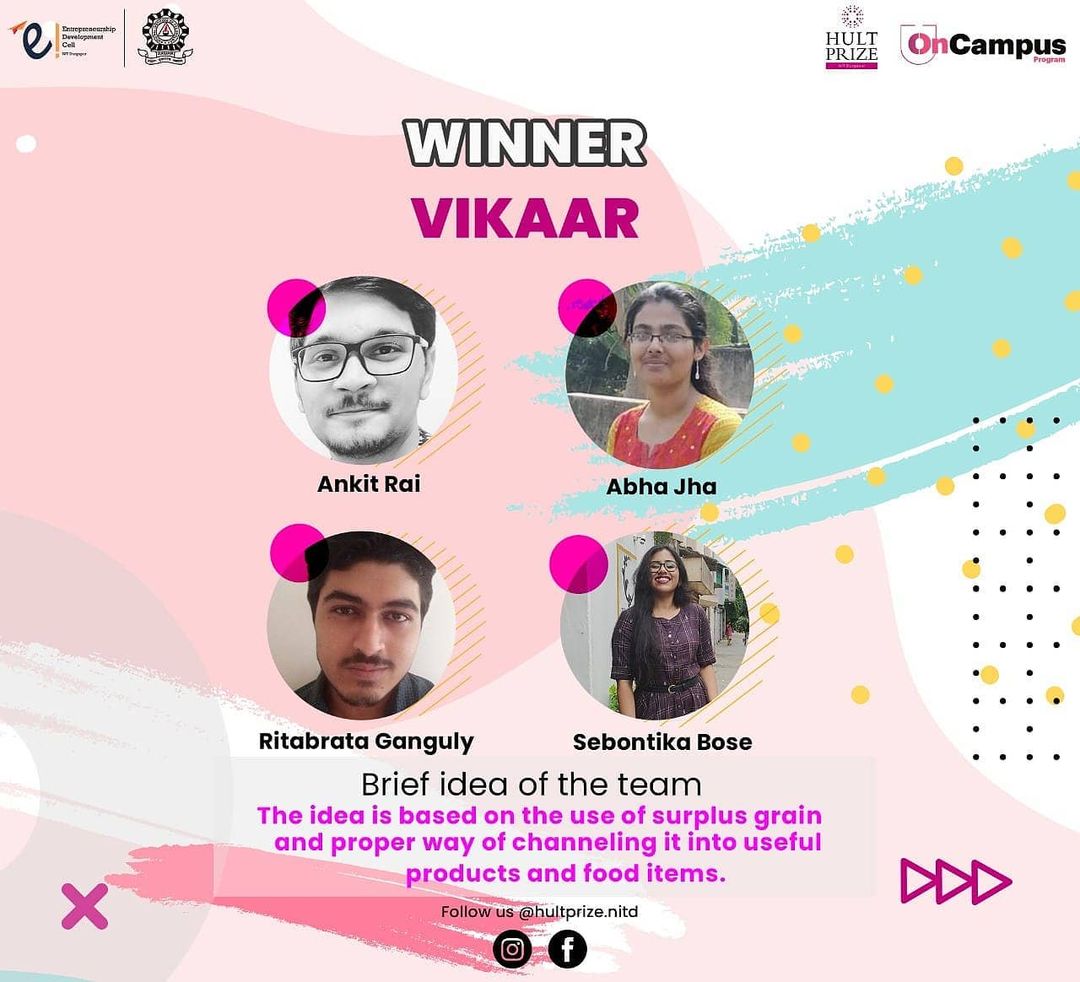 Entrepreneurship
Development
Cell
NIT Durgapur
HULT
PRIZE
OnCampus
Program
WINNER
VIKAAR
Ankit Rai
Abha Jha
Ritabrata Ganguly
Sebontika Bose
Brief idea of the team
The idea is based on the use of surplus grain
and proper way of channeling it into useful
products and food items.
Follow us @hultprize.nitd